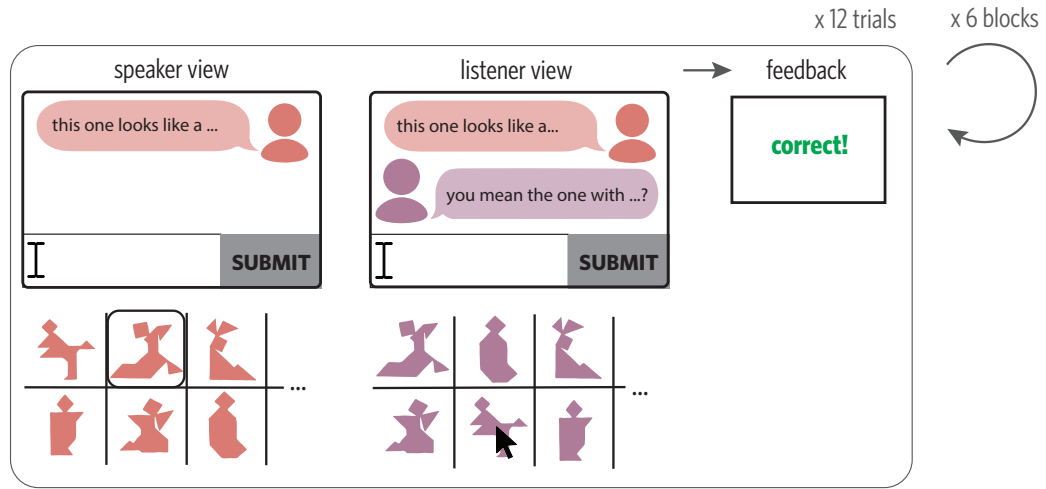 x 12 trials
x 6 blocks
speaker view
listener view
feedback
this one looks like a ...
this one looks like a...
you mean the one with ...?
correct!
SUBMIT
SUBMIT
...
...